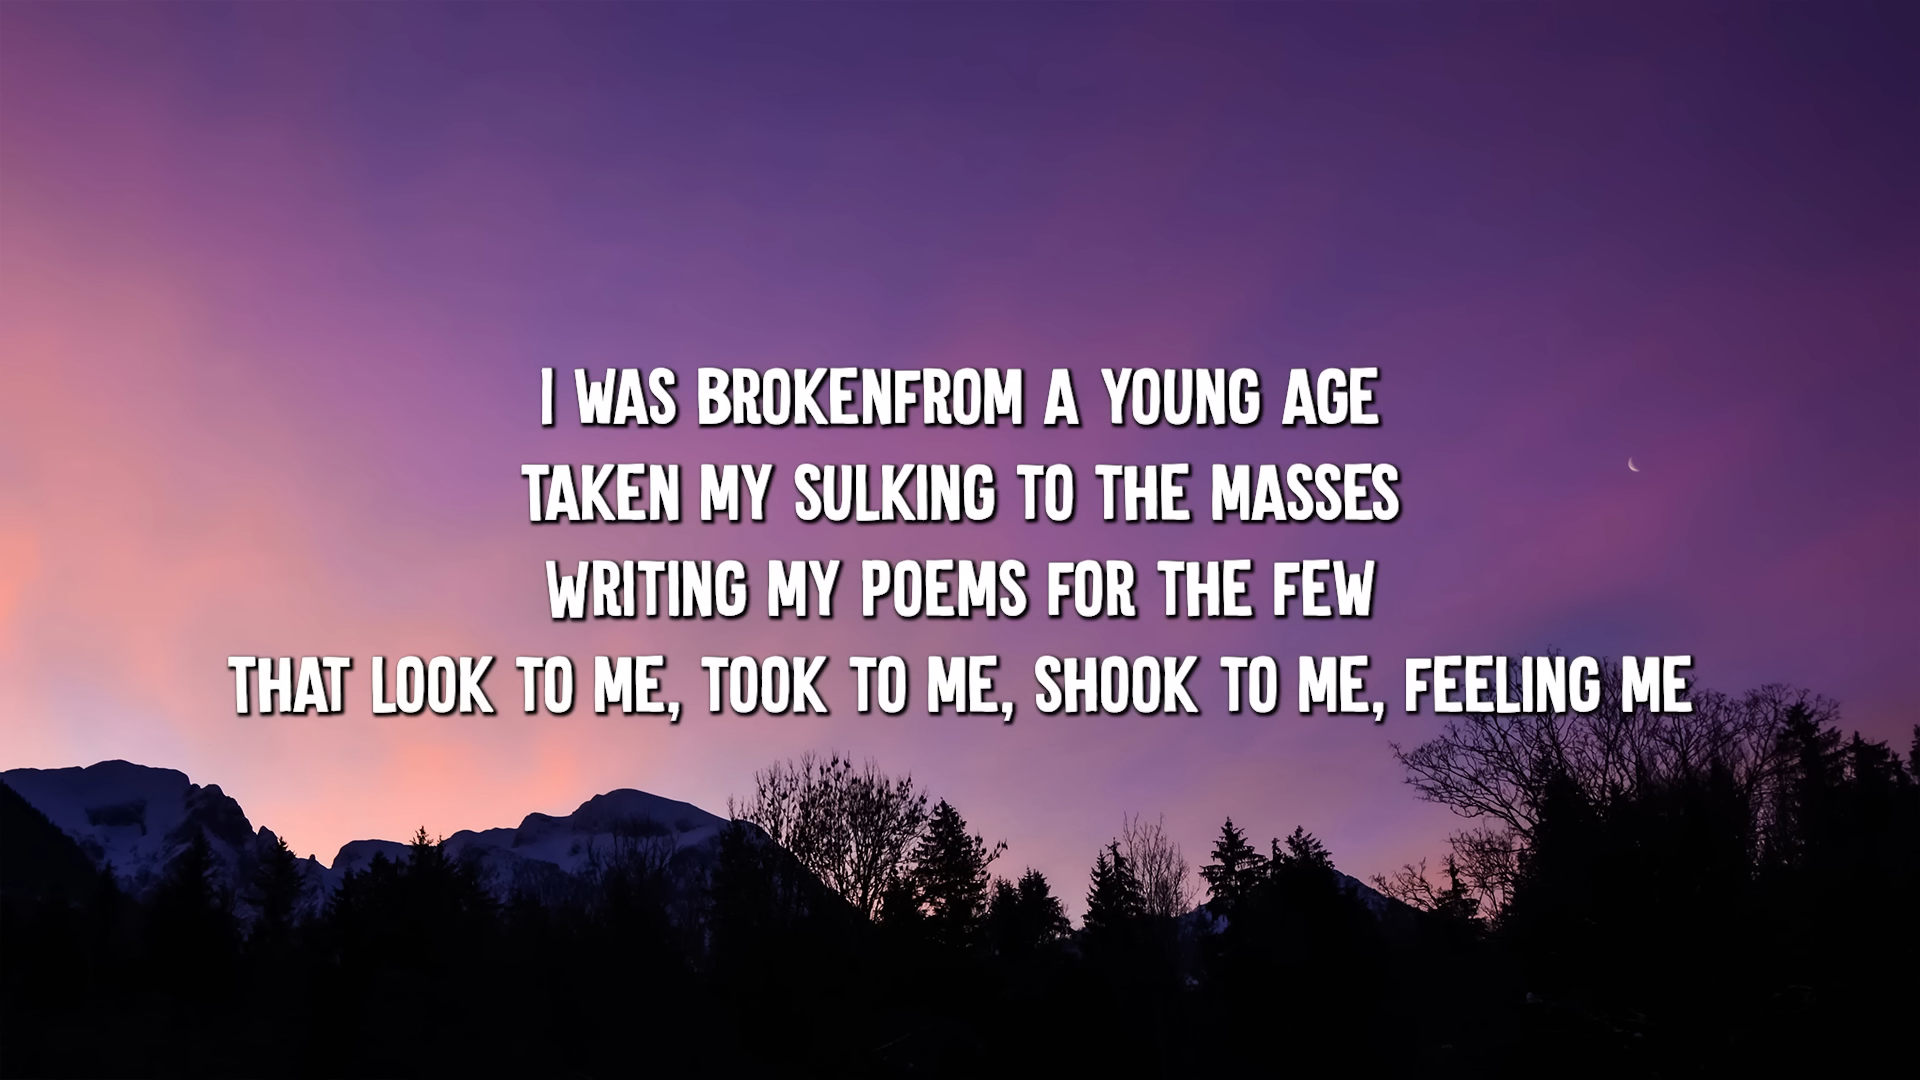 I WAS BROKENFROM A YOUNG AGE
TAKEN MY SULKING TO THE MASSES
WRITING MY POEMS FOR THE FEW
THAT LOOK TO ME, TOOK TO ME, SHOOK TO ME, FEELING ME